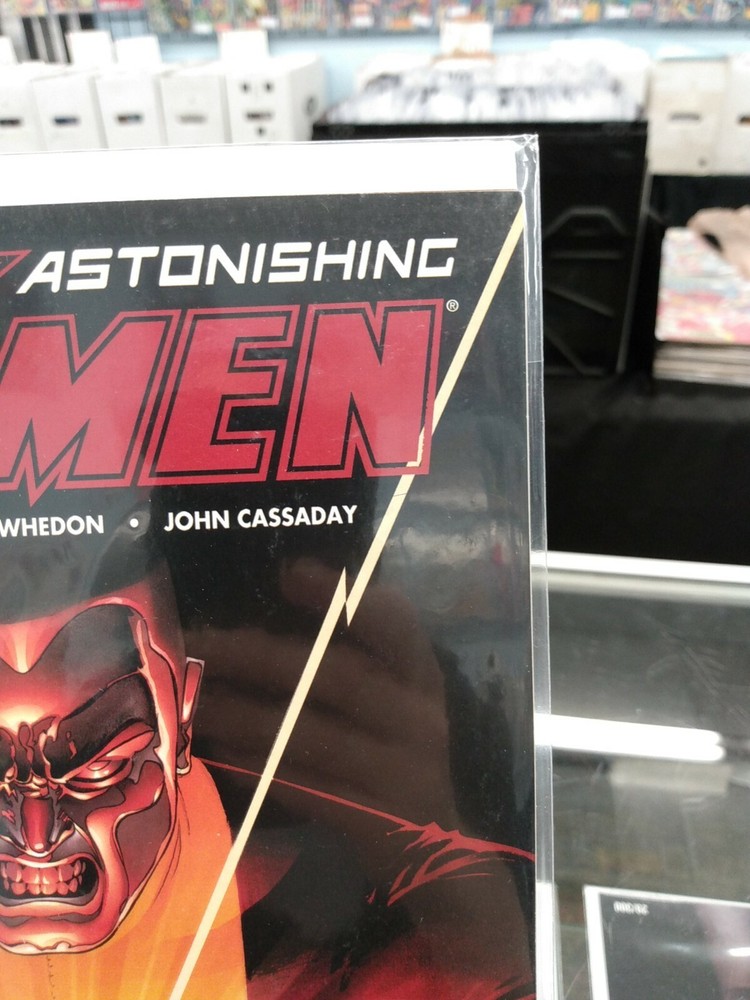 ASTONISHING
MEN®
WHEDON • JOHN CASSADAY